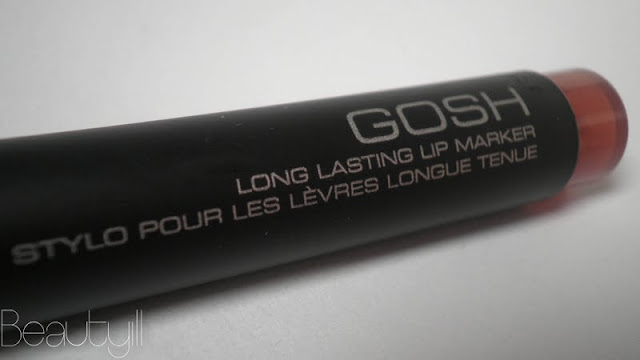 GOSH
LONG LASTING LIP MARKER
STYLO POUR LES LÈVRES LONGUE TENUE
Beautyill